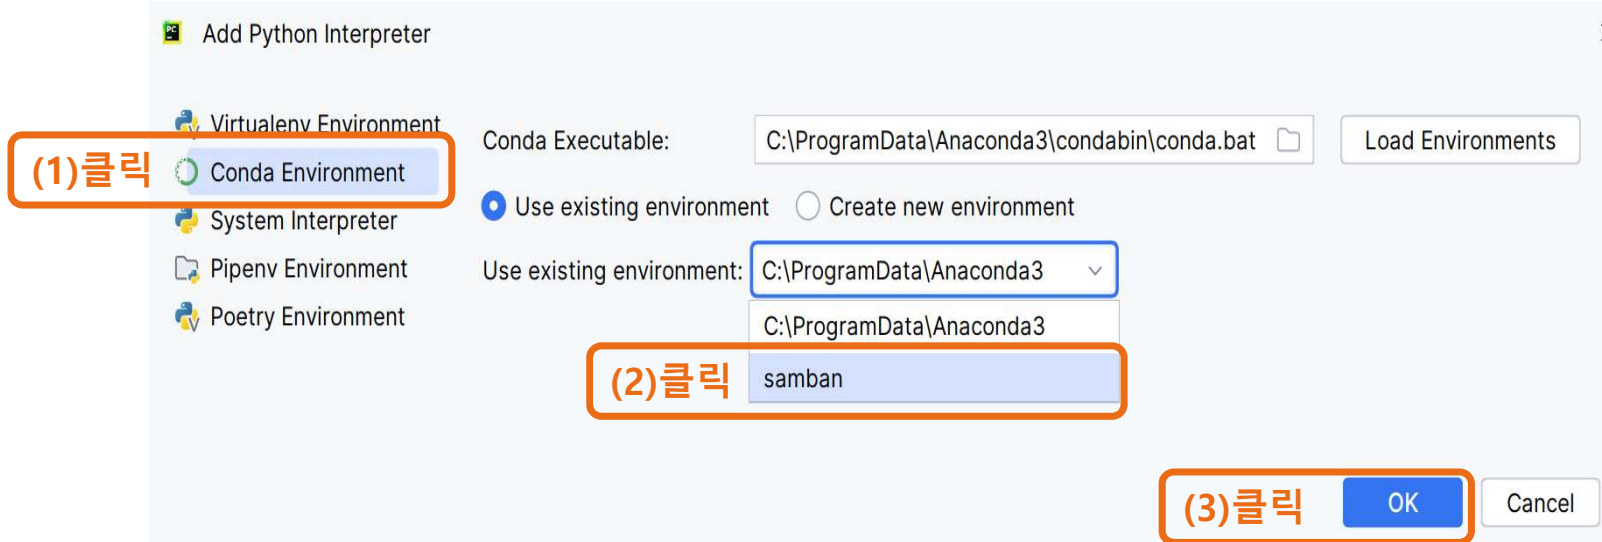 Add Python Interpreter
Virtualenv Environment
(1)클릭 Conda Environment
System Interpreter
Pipenv Environment
Poetry Environment
Conda Executable: C:\ProgramData\Anaconda3\condabin\conda.bat Load Environments
Use existing environment Create new environment
Use existing environment: C:\ProgramData\Anaconda3
C:\ProgramData\Anaconda3
(2)클릭 samban
(3)클릭 OK Cancel